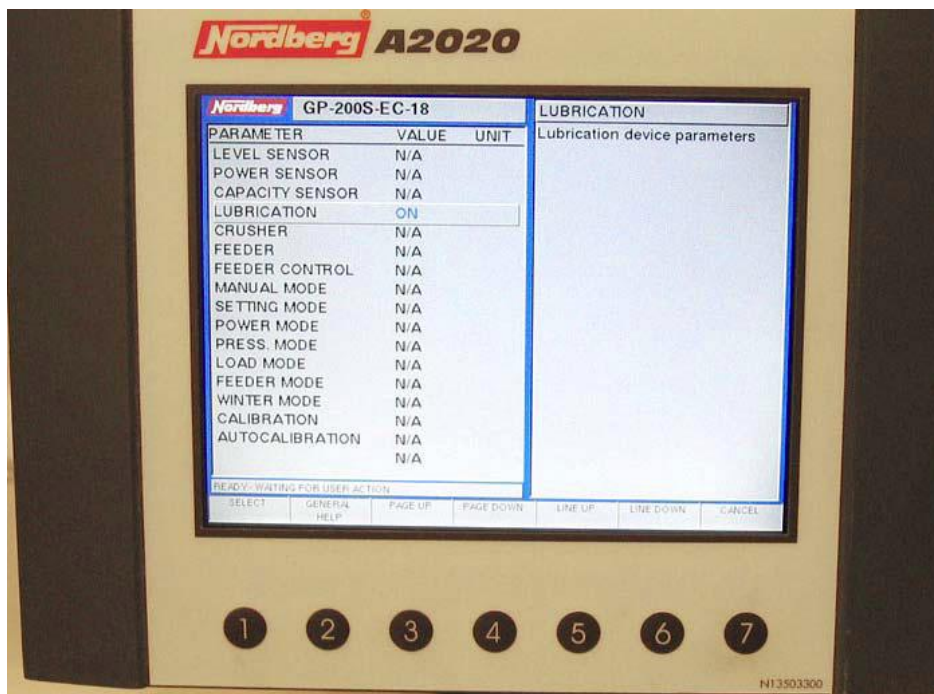 Nordberg A2020
Nordberg GP-200S-EC-18
LUBRICATION
PARAMETER VALUE UNIT
Lubrication device parameters
LEVEL SENSOR N/A
POWER SENSOR N/A
CAPACITY SENSOR N/A
LUBRICATION ON
CRUSHER N/A
FEEDER N/A
FEEDER CONTROL N/A
MANUAL MODE N/A
SETTING MODE N/A
POWER MODE N/A
PRESS. MODE N/A
LOAD MODE N/A
FEEDER MODE N/A
WINTER MODE N/A
CALIBRATION N/A
AUTOCALIBRATION N/A
N/A
READY - WAITING FOR USER ACTION
SELECT GENERAL HELP PAGE UP PAGE DOWN LINE UP LINE DOWN CANCEL
1 2 3 4 5 6 7
N13503300